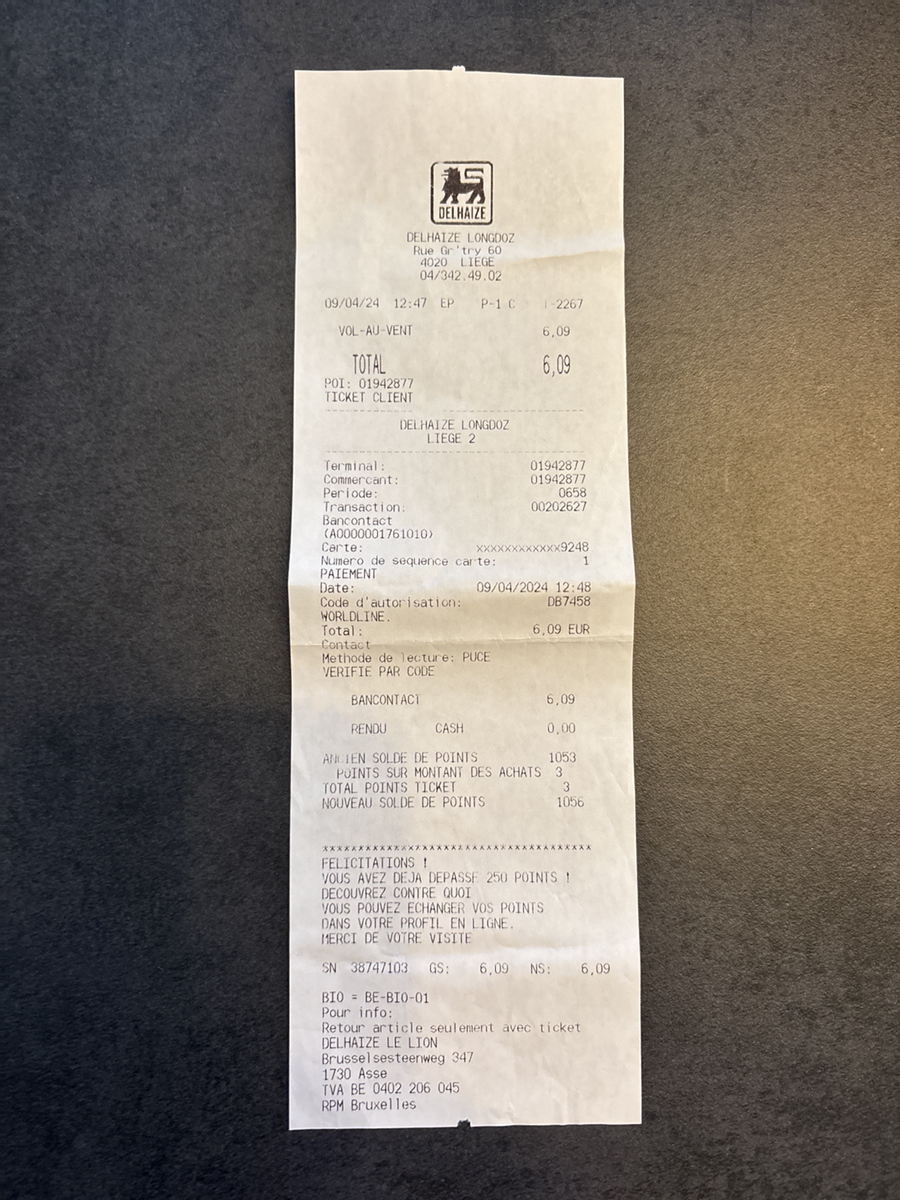 DELHAIZE
DELHAIZE LONGDOZ
Rue Gr'try 60
4020 LIEGE
04/342.49.02
09/04/24 12:47 EP P-1 C -2267
VOL-AU-VENT 6,09
TOTAL 6,09
POI: 01942877
TICKET CLIENT
DELHAIZE LONGDOZ
LIEGE 2
Terminal: 01942877
Commercant: 01942877
Periode: 0658
Transaction: 00202627
Bancontact
(A0000001761010)
Carte: xxxxxxxxxxxx9248
Numero de sequence carte: 1
PAIEMENT
Date: 09/04/2024 12:48
Code d'autorisation: DB7458
WORLDLINE.
Total: 6,09 EUR
Contact
Methode de lecture: PUCE
VERIFIE PAR CODE
BANCONTACT 6,09
RENDU CASH 0,00
ANCIEN SOLDE DE POINTS 1053
POINTS SUR MONTANT DES ACHATS 3
TOTAL POINTS TICKET 3
NOUVEAU SOLDE DE POINTS 1056
FELICITATIONS !
VOUS AVEZ DEJA DEPASSE 250 POINTS !
DECOUVREZ CONTRE QUOI
VOUS POUVEZ ECHANGER VOS POINTS
DANS VOTRE PROFIL EN LIGNE.
MERCI DE VOTRE VISITE
SN 38747103 GS: 6,09 NS: 6,09
BIO = BE-BIO-01
Pour info:
Retour article seulement avec ticket
DELHAIZE LE LION
Brusselsesteenweg 347
1730 Asse
TVA BE 0402 206 045
RPM Bruxelles